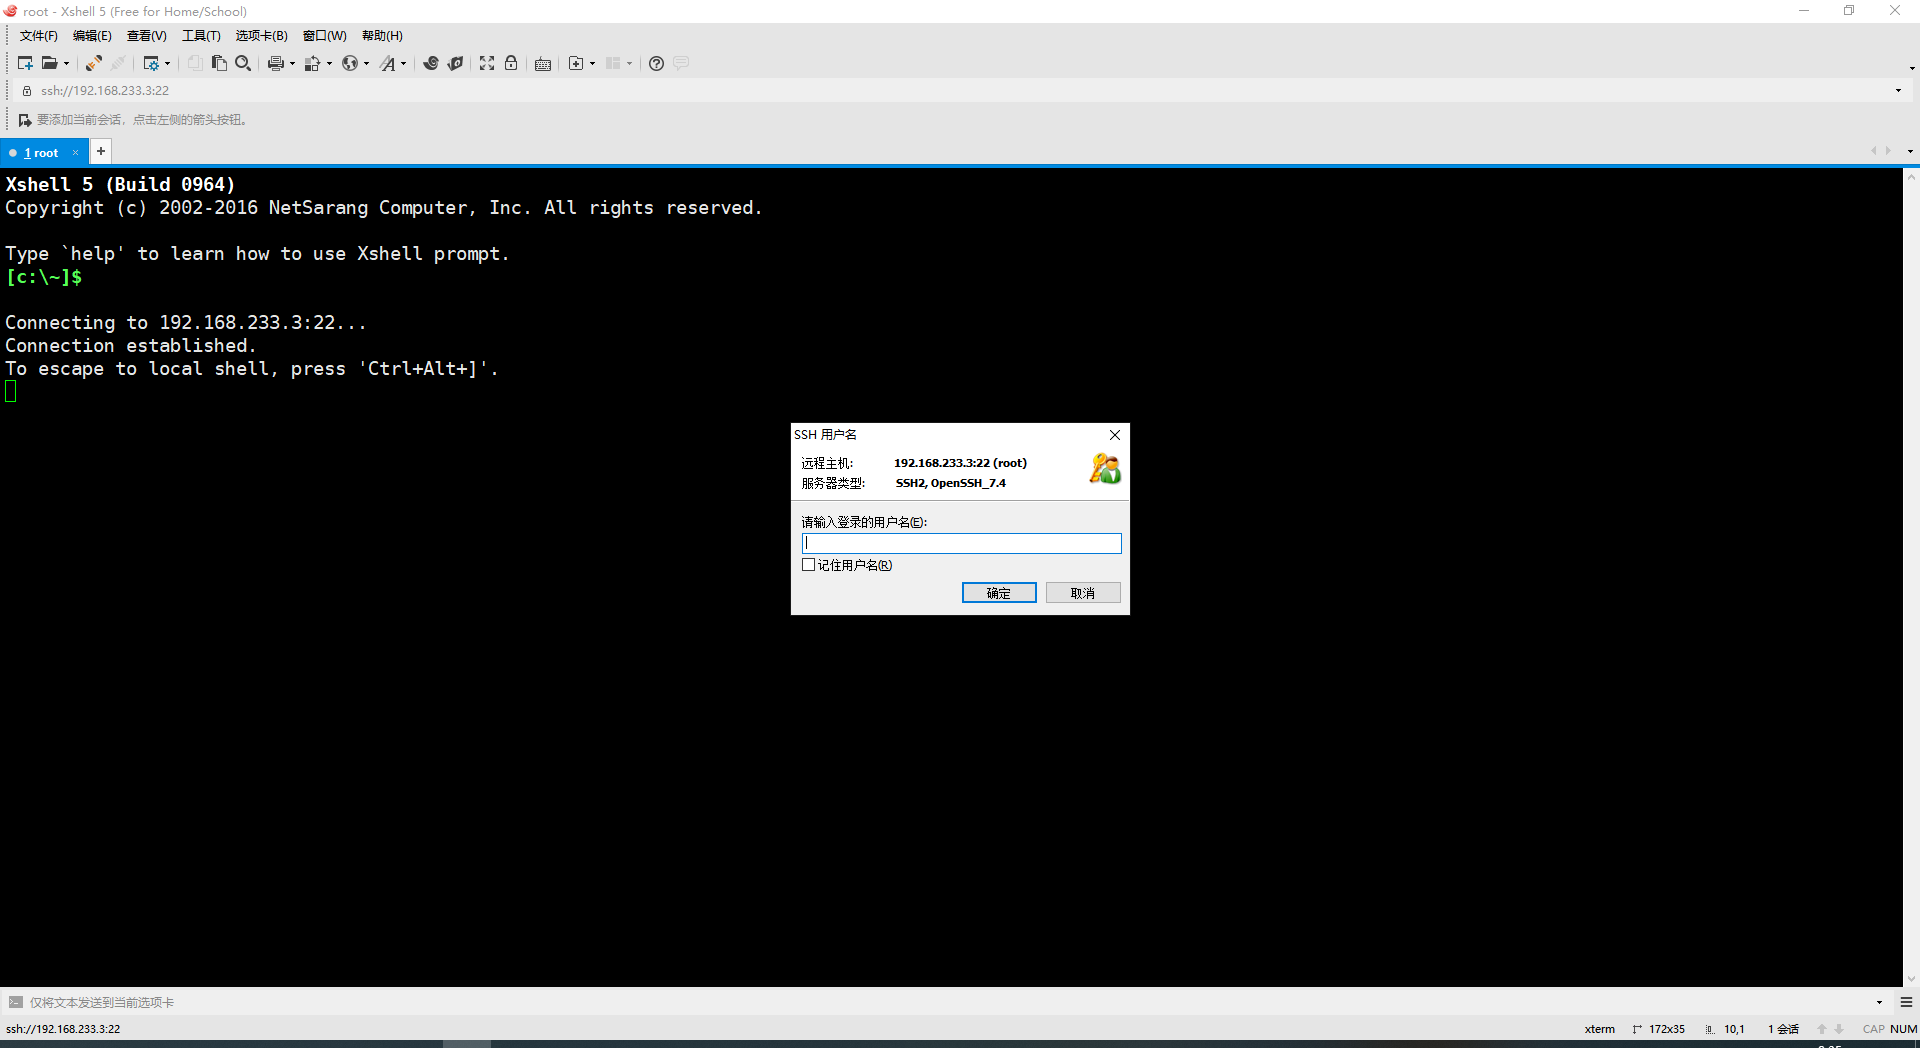 root - Xshell 5 (Free for Home/School)
文件(F) 编辑(E) 查看(V) 工具(T) 选项卡(B) 窗口(W) 帮助(H)
ssh://192.168.233.3:22
要添加当前会话，点击左侧的箭头按钮。
1 root × +
Xshell 5 (Build 0964)
Copyright (c) 2002-2016 NetSarang Computer, Inc. All rights reserved.
Type `help' to learn how to use Xshell prompt.
[c:\~]$
Connecting to 192.168.233.3:22...
Connection established.
To escape to local shell, press 'Ctrl+Alt+]'.
SSH 用户名
远程主机: 192.168.233.3:22 (root)
服务器类型: SSH2, OpenSSH_7.4
请输入登录的用户名(E):
记住用户名(R)
确定 取消
仅将文本发送到当前选项卡
ssh://192.168.233.3:22 xterm 172x35 10,1 1 会话 CAP NUM